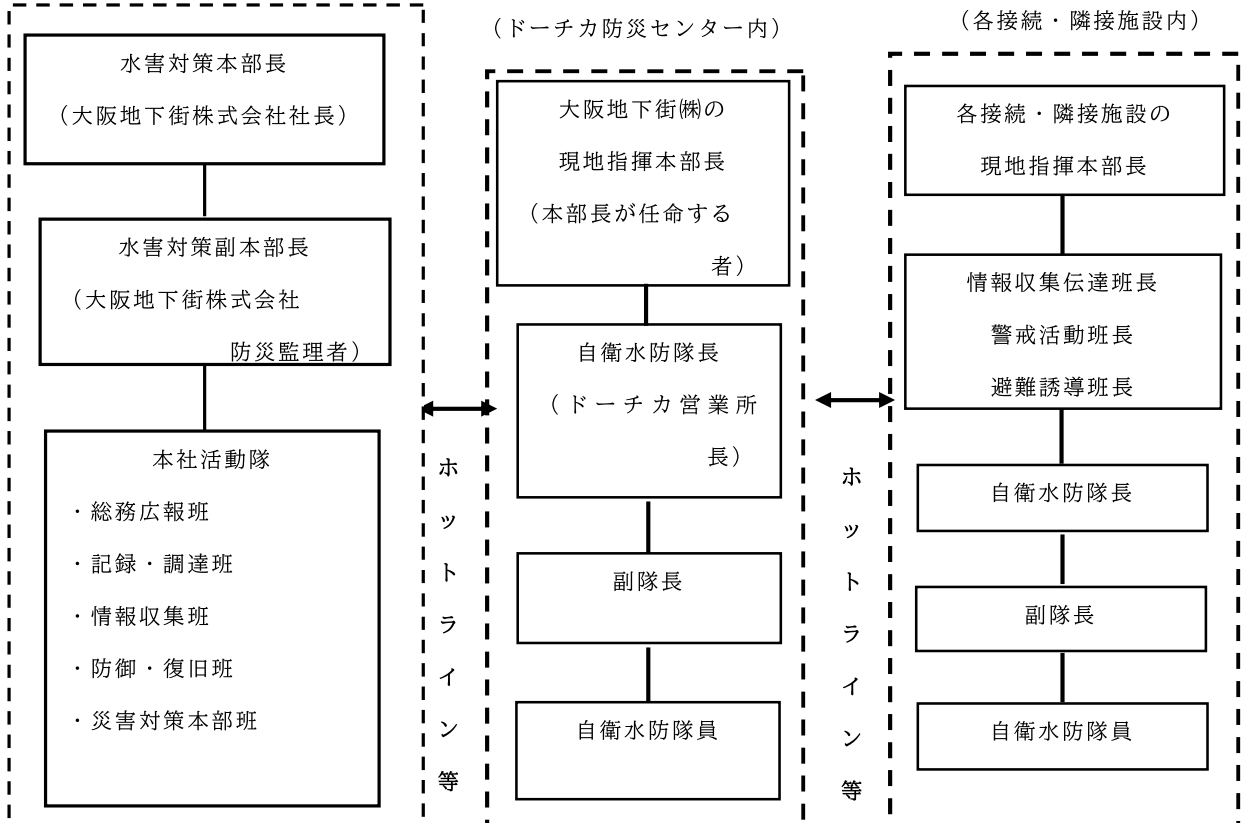 水害対策本部長
（大阪地下街株式会社社長）
水害対策副本部長
（大阪地下街株式会社
防災監理者）
本社活動隊
・総務広報班
・記録・調達班
・情報収集班
・防御・復旧班
・災害対策本部班
ホットライン等
（ドーチカ防災センター内）
大阪地下街㈱の
現地指揮本部長
（本部長が任命する
者）
自衛水防隊長
（ドーチカ営業所
長）
副隊長
自衛水防隊員
ホットライン等
（各接続・隣接施設内）
各接続・隣接施設の
現地指揮本部長
情報収集伝達班長
警戒活動班長
避難誘導班長
自衛水防隊長
副隊長
自衛水防隊員